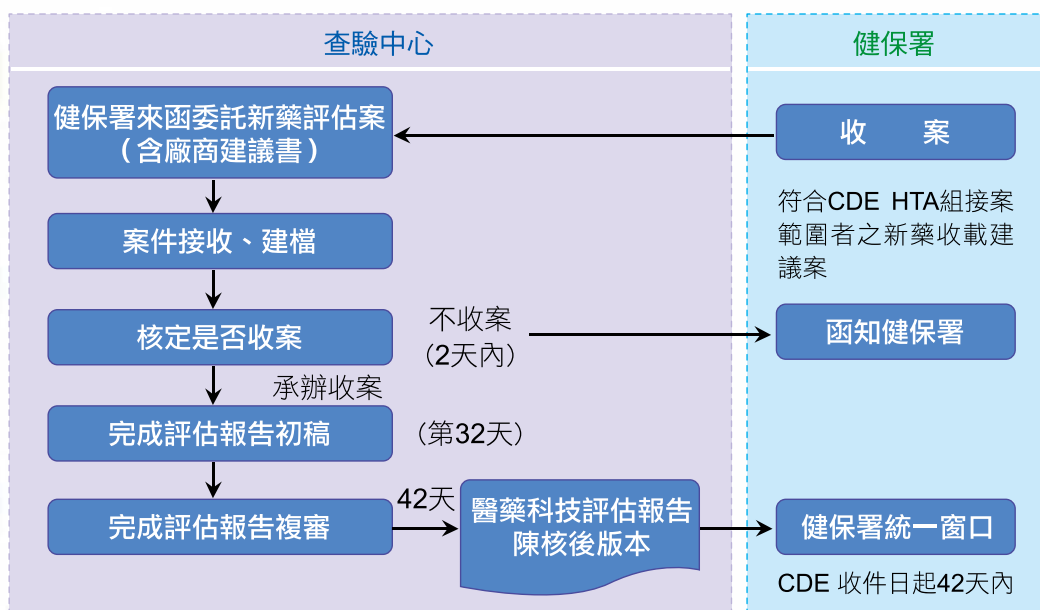 查驗中心
健保署
健保署來函委託新藥評估案
（含廠商建議書）
收　　案
符合CDE HTA組接案
範圍者之新藥收載建
議案
案件接收、建檔
核定是否收案
不收案
（2天內）
函知健保署
承辦收案
完成評估報告初稿
（第32天）
完成評估報告複審
42天
醫藥科技評估報告
陳核後版本
健保署統一窗口
CDE 收件日起42天內